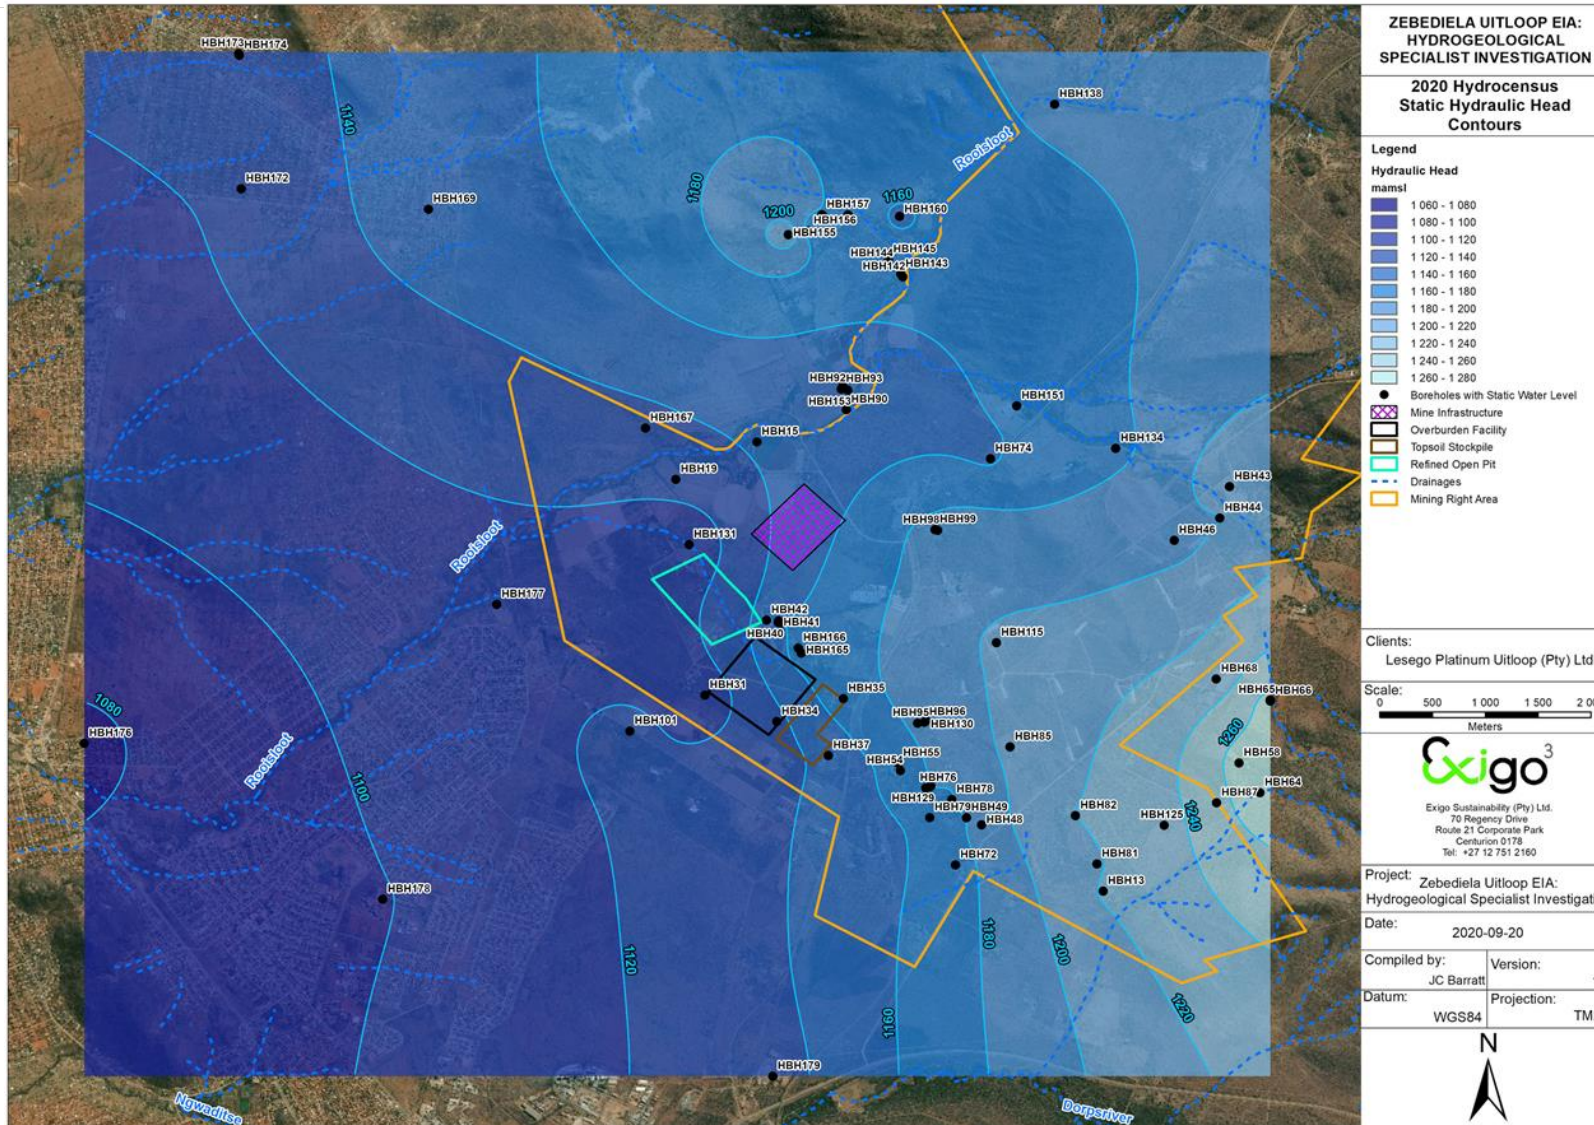 HBH173
HBH174
HBH138
1140
Rooisloot
HBH172
HBH169
1180
1200
1160
HBH157
HBH160
HBH156
HBH155
HBH144
HBH145
HBH142
HBH143
HBH92
HBH93
HBH153
HBH90
HBH151
HBH167
HBH15
HBH134
HBH74
HBH19
HBH43
HBH44
HBH98
HBH99
HBH46
HBH131
Rooisloot
HBH177
HBH42
HBH41
HBH40
HBH166
HBH165
HBH115
HBH68
HBH31
HBH35
HBH65
HBH66
1080
HBH34
HBH95
HBH96
HBH130
HBH101
1260
HBH176
HBH85
HBH37
HBH55
HBH54
HBH58
Rooisloot
1100
HBH76
HBH78
HBH64
HBH129
HBH87
HBH79
HBH49
HBH48
HBH82
HBH125
1240
HBH72
HBH81
HBH13
HBH178
1120
1180
1200
1220
1160
HBH179
Ngwaditse
Dorpsriver
ZEBEDIELA UITLOOP EIA:
HYDROGEOLOGICAL
SPECIALIST INVESTIGATION
2020 Hydrocensus
Static Hydraulic Head
Contours
Legend
Hydraulic Head
mamsl
1 060 - 1 080
1 080 - 1 100
1 100 - 1 120
1 120 - 1 140
1 140 - 1 160
1 160 - 1 180
1 180 - 1 200
1 200 - 1 220
1 220 - 1 240
1 240 - 1 260
1 260 - 1 280
Boreholes with Static Water Level
Mine Infrastructure
Overburden Facility
Topsoil Stockpile
Refined Open Pit
Drainages
Mining Right Area
Clients:
Lesego Platinum Uitloop (Pty) Ltd
Scale:
0 500 1 000 1 500 2 00
Meters
Exigo3
Exigo Sustainability (Pty) Ltd.
70 Regency Drive
Route 21 Corporate Park
Centurion 0178
Tel: +27 12 751 2160
Project: Zebediela Uitloop EIA:
Hydrogeological Specialist Investigati
Date:
2020-09-20
Compiled by:
JC Barratt
Version:
Datum:
WGS84
Projection:
TM
N